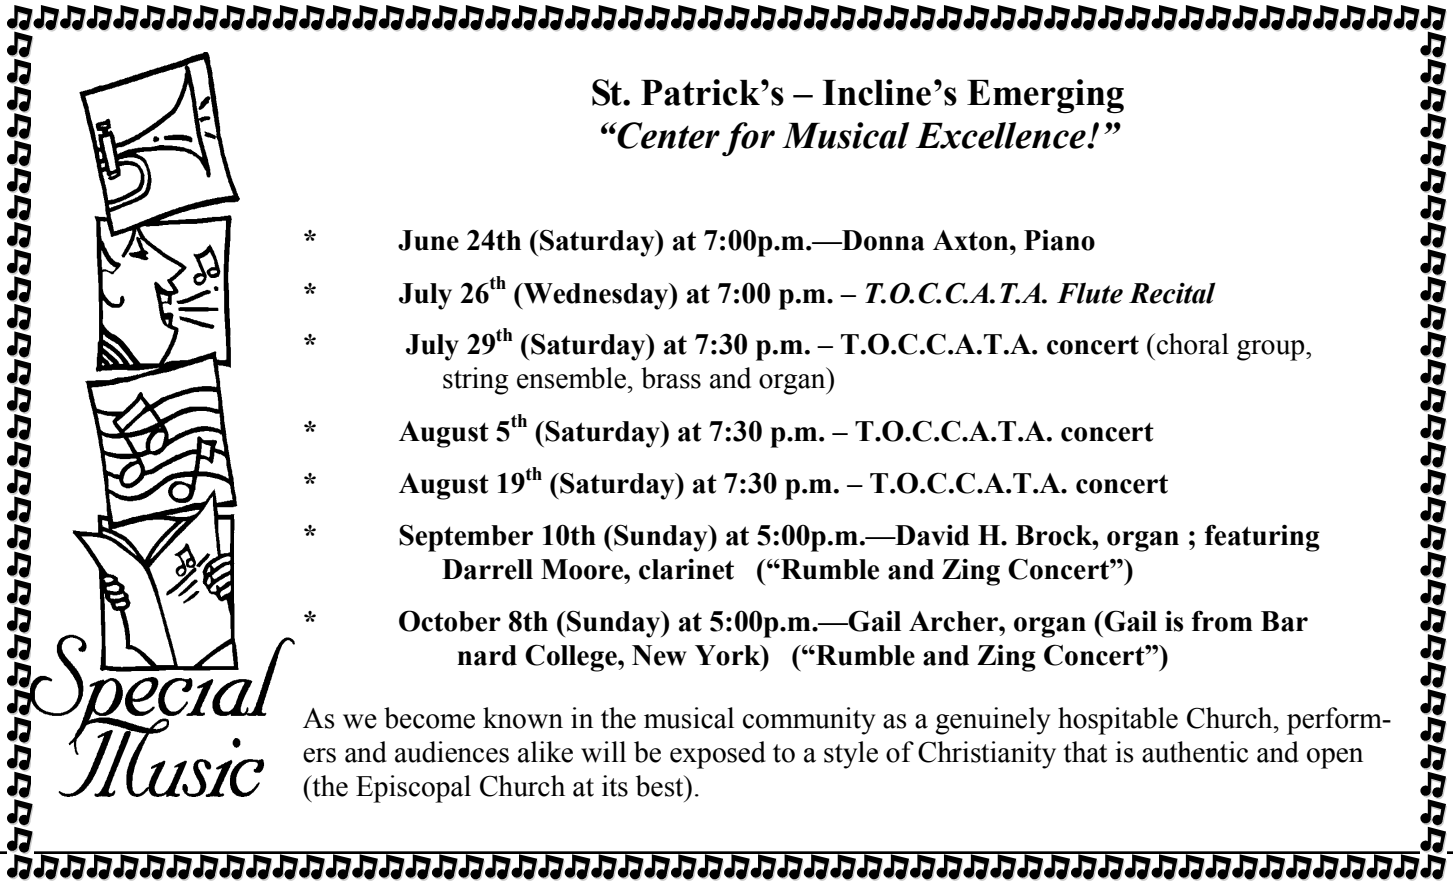 St. Patrick’s – Incline’s Emerging
“Center for Musical Excellence!”
* June 24th (Saturday) at 7:00p.m.—Donna Axton, Piano
* July 26th (Wednesday) at 7:00 p.m. – T.O.C.C.A.T.A. Flute Recital
* July 29th (Saturday) at 7:30 p.m. – T.O.C.C.A.T.A. concert (choral group,
string ensemble, brass and organ)
* August 5th (Saturday) at 7:30 p.m. – T.O.C.C.A.T.A. concert
* August 19th (Saturday) at 7:30 p.m. – T.O.C.C.A.T.A. concert
* September 10th (Sunday) at 5:00p.m.—David H. Brock, organ ; featuring
Darrell Moore, clarinet (“Rumble and Zing Concert”)
* October 8th (Sunday) at 5:00p.m.—Gail Archer, organ (Gail is from Bar
nard College, New York) (“Rumble and Zing Concert”)
Special
Music
As we become known in the musical community as a genuinely hospitable Church, perform-
ers and audiences alike will be exposed to a style of Christianity that is authentic and open
(the Episcopal Church at its best).